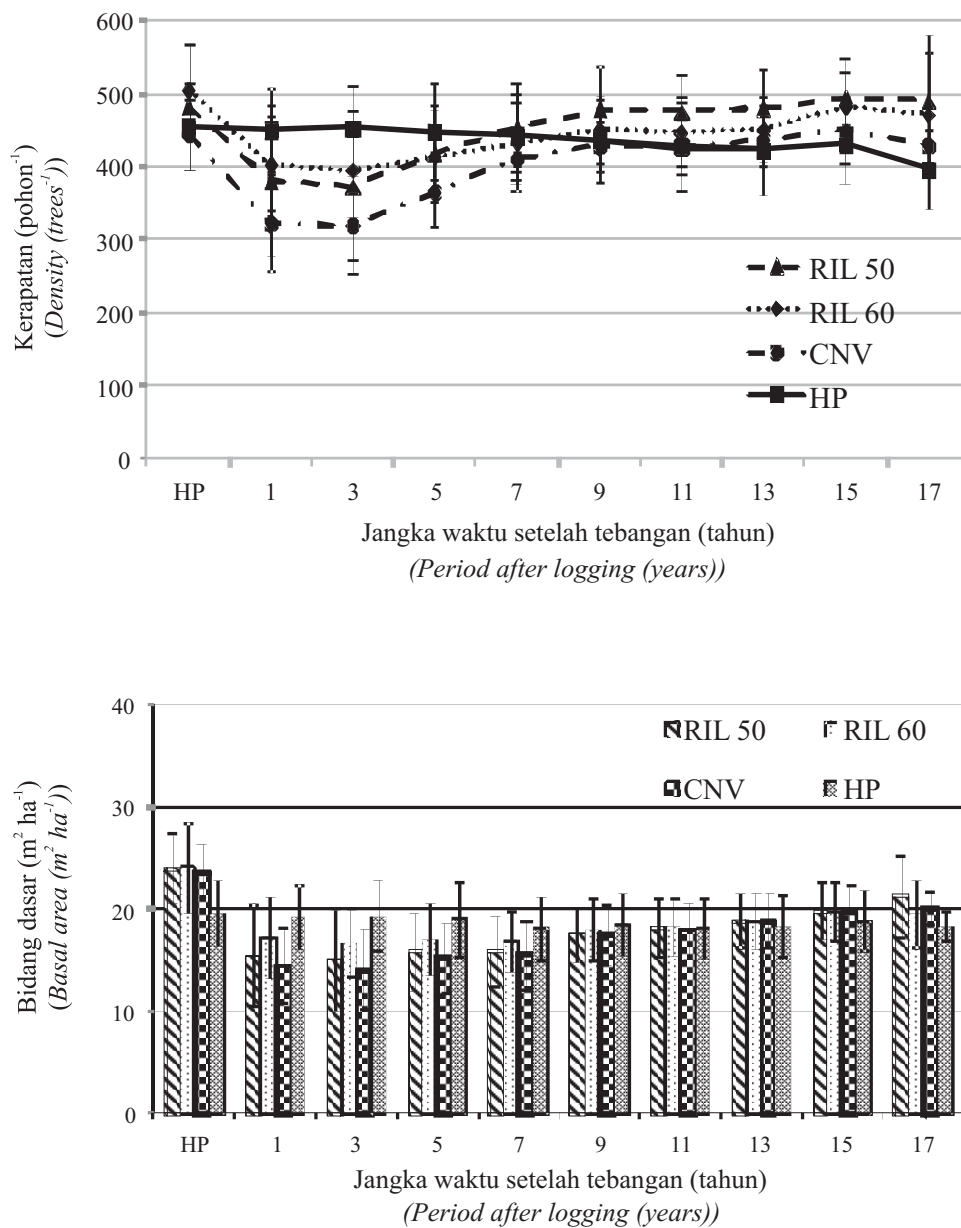 600
500
400
300
200
100
0
Kerapatan (pohon⁻¹)
(Density (trees⁻¹))
RIL 50
RIL 60
CNV
HP
HP 1 3 5 7 9 11 13 15 17
Jangka waktu setelah tebangan (tahun)
(Period after logging (years))
40
30
20
10
0
Bidang dasar (m² ha⁻¹)
(Basal area (m² ha⁻¹))
RIL 50 RIL 60
CNV HP
HP 1 3 5 7 9 11 13 15 17
Jangka waktu setelah tebangan (tahun)
(Period after logging (years))